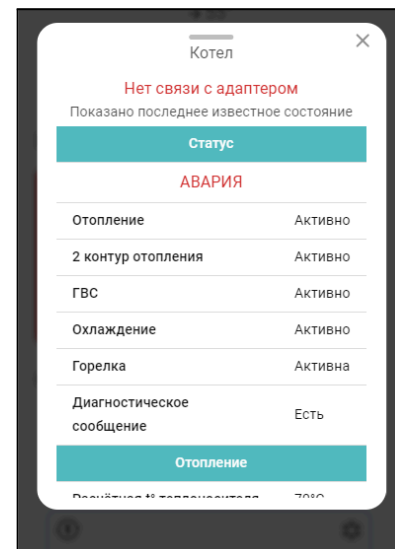 Котел
Нет связи с адаптером
Показано последнее известное состояние
Статус
АВАРИЯ
Отопление Активно
2 контур отопления Активно
ГВС Активно
Охлаждение Активно
Горелка Активна
Диагностическое
сообщение Есть
Отопление